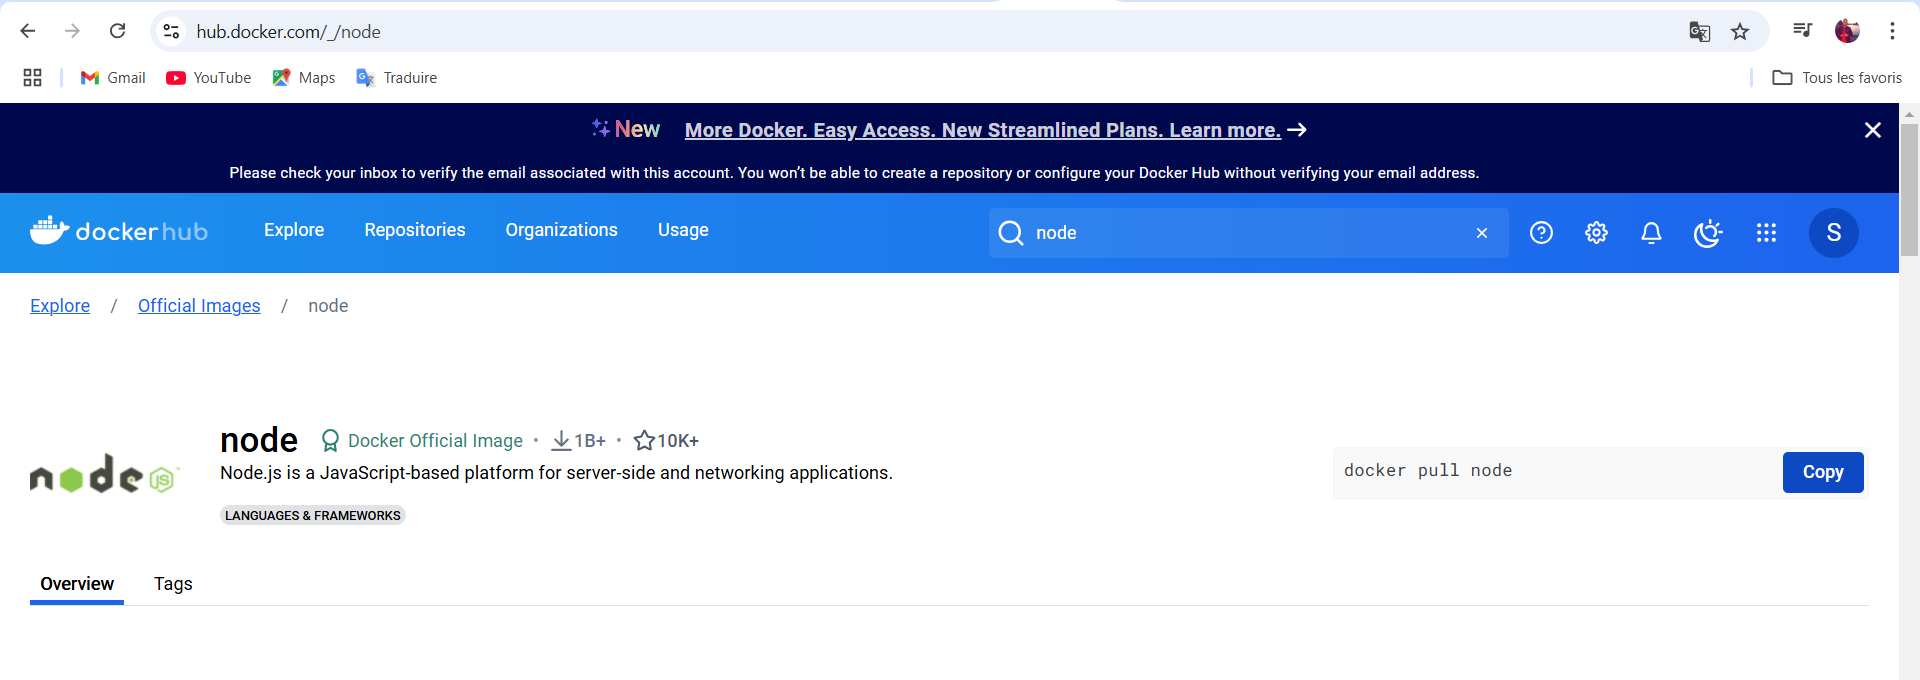 hub.docker.com/_/node
Gmail YouTube Maps Traduire Tous les favoris
New More Docker. Easy Access. New Streamlined Plans. Learn more. →
Please check your inbox to verify the email associated with this account. You won't be able to create a repository or configure your Docker Hub without verifying your email address.
dockerhub Explore Repositories Organizations Usage node S
Explore / Official Images / node
node Docker Official Image • 1B+ • 10K+
node JS ™
Node.js is a JavaScript-based platform for server-side and networking applications.
docker pull node Copy
LANGUAGES & FRAMEWORKS
Overview Tags